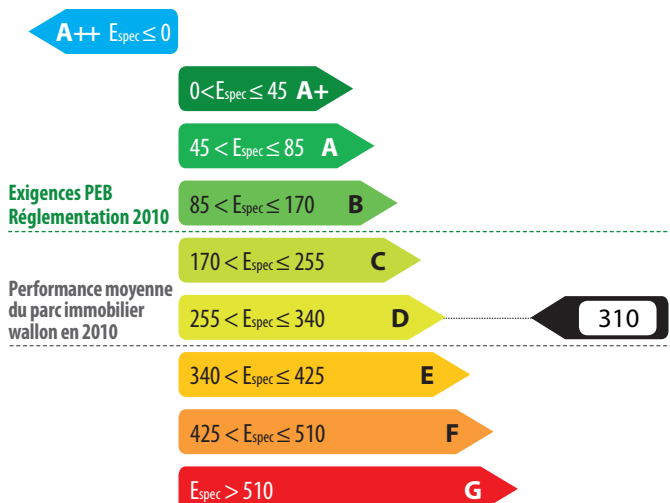 A++ Espec ≤ 0
0<Espec ≤ 45 A+
45 < Espec ≤ 85 A
Exigences PEB
Réglementation 2010
85 < Espec ≤ 170 B
170 < Espec ≤ 255 C
Performance moyenne
du parc immobilier
wallon en 2010
255 < Espec ≤ 340 D
310
340 < Espec ≤ 425 E
425 < Espec ≤ 510 F
Espec > 510 G